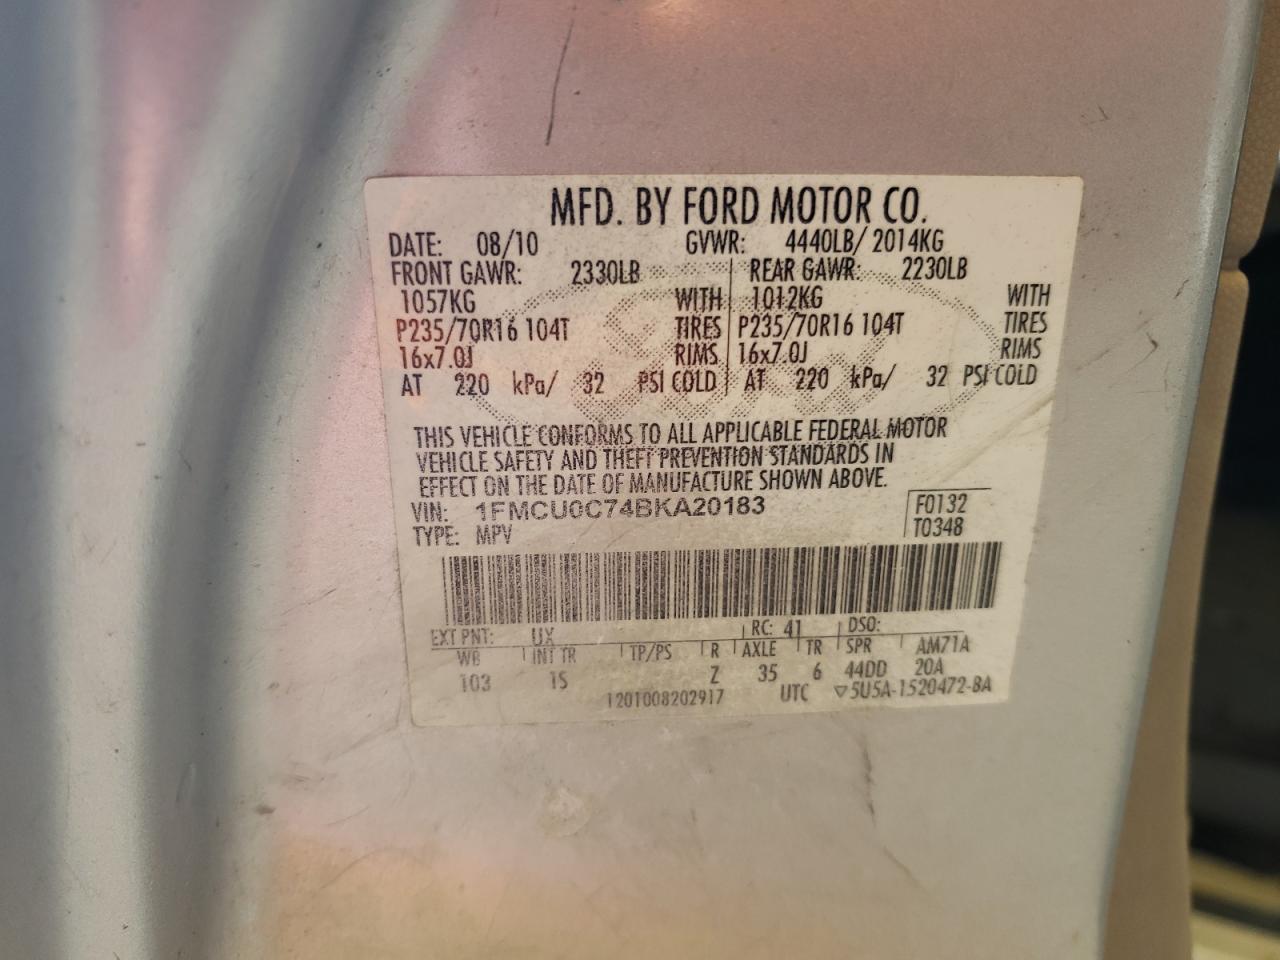 MFD. BY FORD MOTOR CO.
DATE: 08/10 GVWR: 4440LB/ 2014KG
FRONT GAWR: 2330LB REAR GAWR: 2230LB
1057KG WITH 1012KG WITH
P235/70R16 104T TIRES P235/70R16 104T TIRES
16x7.0J RIMS 16x7.0J RIMS
AT 220 kPa/ 32 PSI COLD AT 220 kPa/ 32 PSI COLD
THIS VEHICLE CONFORMS TO ALL APPLICABLE FEDERAL MOTOR
VEHICLE SAFETY AND THEFT PREVENTION STANDARDS IN
EFFECT ON THE DATE OF MANUFACTURE SHOWN ABOVE.
VIN: 1FMCU0C74BKA20183 F0132
TYPE: MPV T0348
EXT PNT: UX RC: 41 DSO:
WB INT TR TP/PS R AXLE TR SPR AM71A
103 1S Z 35 6 44DD 20A
1201008202917 UTC ▽5U5A-1520472-BA